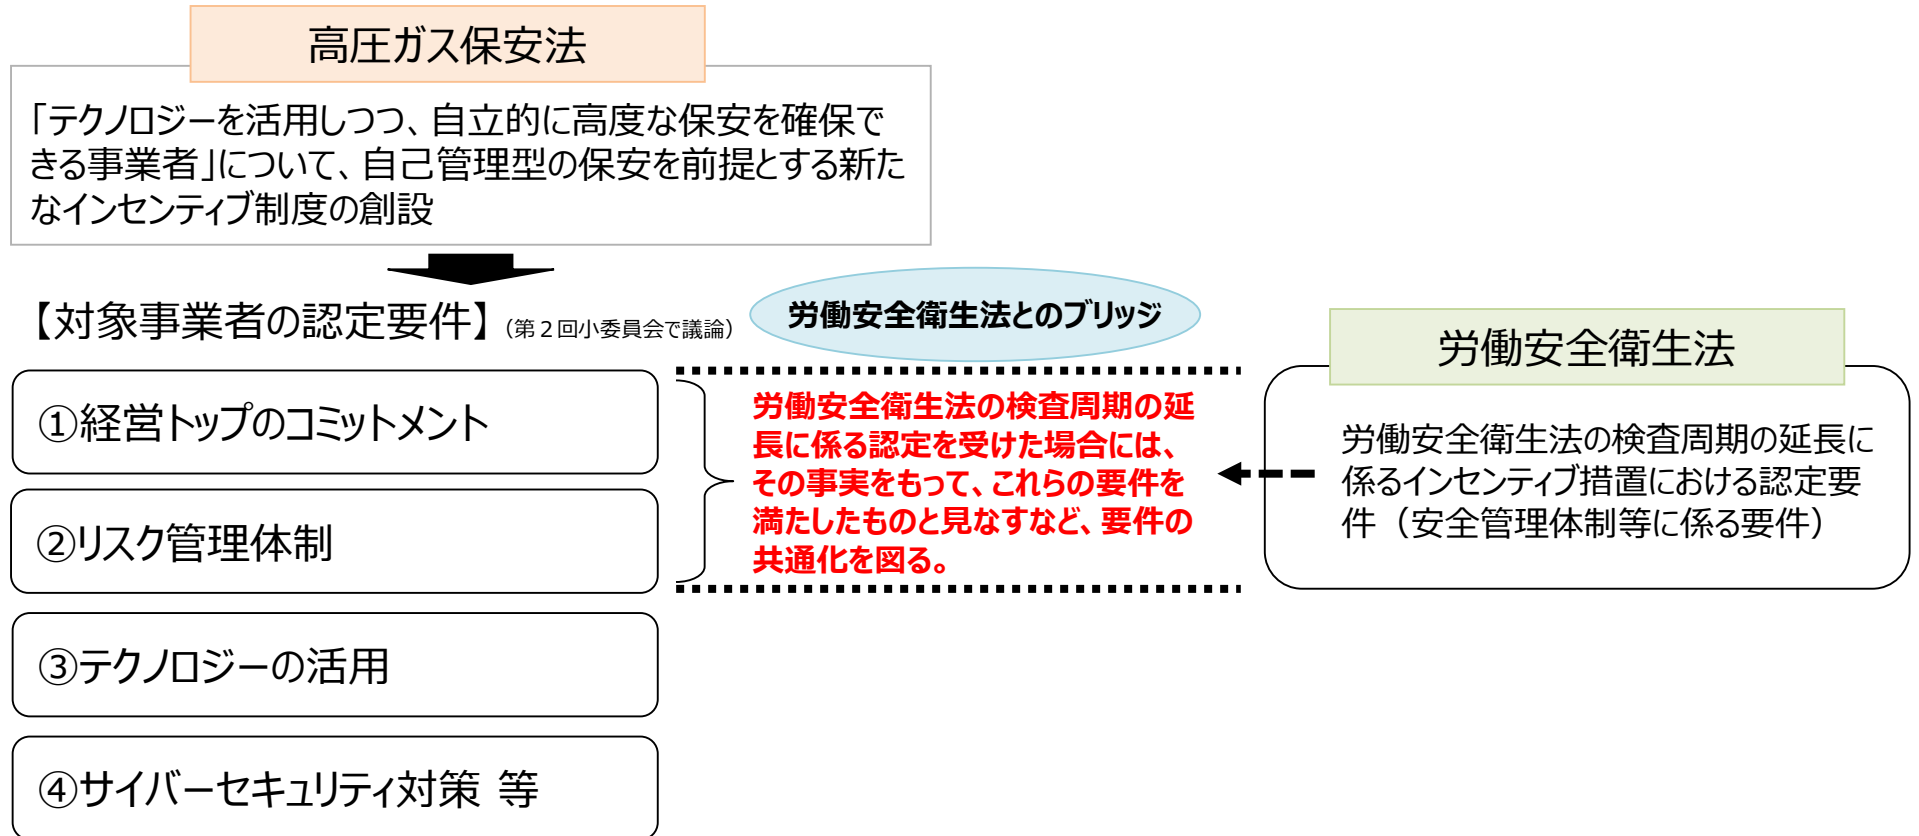 高圧ガス保安法
「テクノロジーを活用しつつ、自立的に高度な保安を確保で
きる事業者」について、自己管理型の保安を前提とする新た
なインセンティブ制度の創設
【対象事業者の認定要件】（第２回小委員会で議論）
労働安全衛生法とのブリッジ
①経営トップのコミットメント
②リスク管理体制
③テクノロジーの活用
④サイバーセキュリティ対策 等
労働安全衛生法の検査周期の延
長に係る認定を受けた場合には、
その事実をもって、これらの要件を
満たしたものと見なすなど、要件の
共通化を図る。
労働安全衛生法
労働安全衛生法の検査周期の延長に
係るインセンティブ措置における認定要
件（安全管理体制等に係る要件）